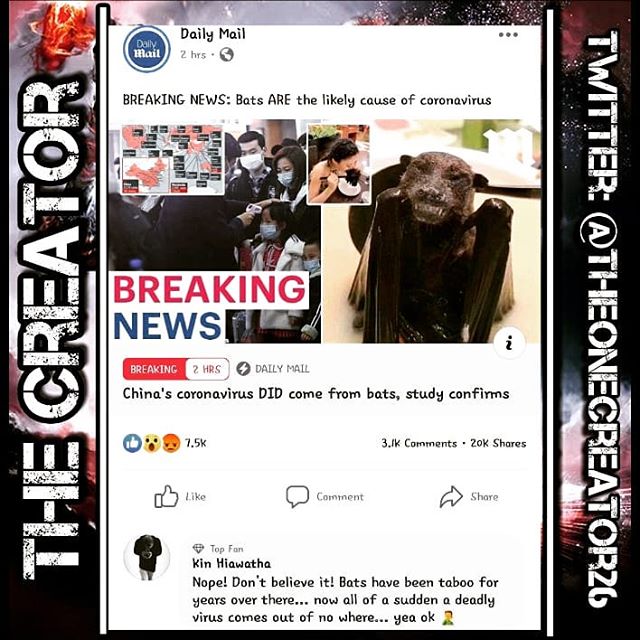 THE CREATOR
Daily Mail
Daily
Mail
2 hrs ·
BREAKING NEWS: Bats ARE the likely cause of coronavirus
BREAKING
NEWS
i
BREAKING 2 HRS DAILY MAIL
China's coronavirus DID come from bats, study confirms
7.5k 3.1k Comments · 20k Shares
Like Comment Share
Top Fan
Kin Hiawatha
Nope! Don't believe it! Bats have been taboo for
years over there... now all of a sudden a deadly
virus comes out of no where... yea ok 🤦‍♂️
TWITTER: @THEONECREATOR26